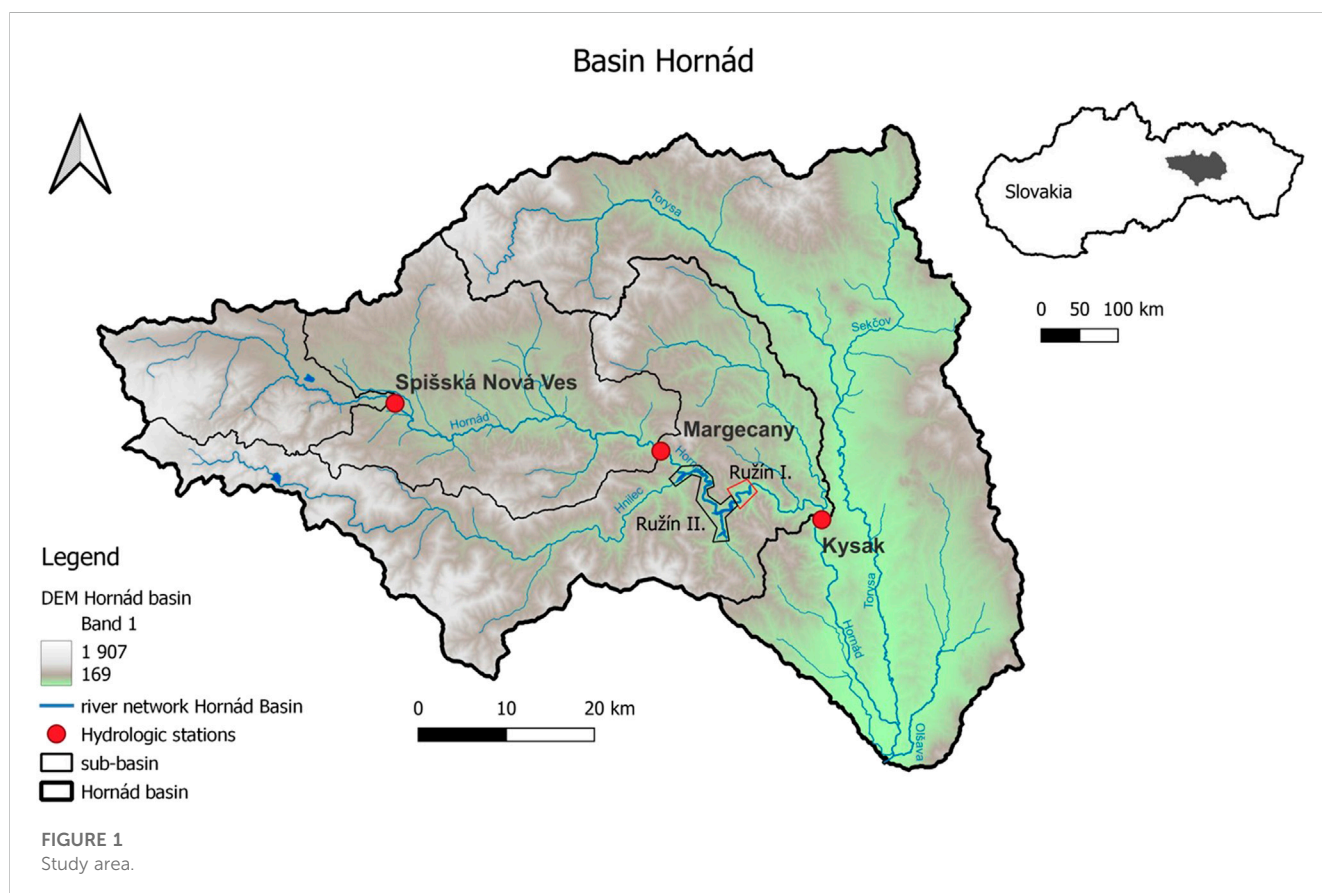 Basin Hornád
Slovakia
0 50 100 km
Torysa
Sekčov
Spišská Nová Ves
Hornád
Margecany
Ružín I.
Hnilec
Ružín II.
Kysak
Torysa
Hornád
Olšava
Legend
DEM Hornád basin
Band 1
1 907
169
river network Hornád Basin
Hydrologic stations
sub-basin
Hornád basin
0 10 20 km
FIGURE 1
Study area.